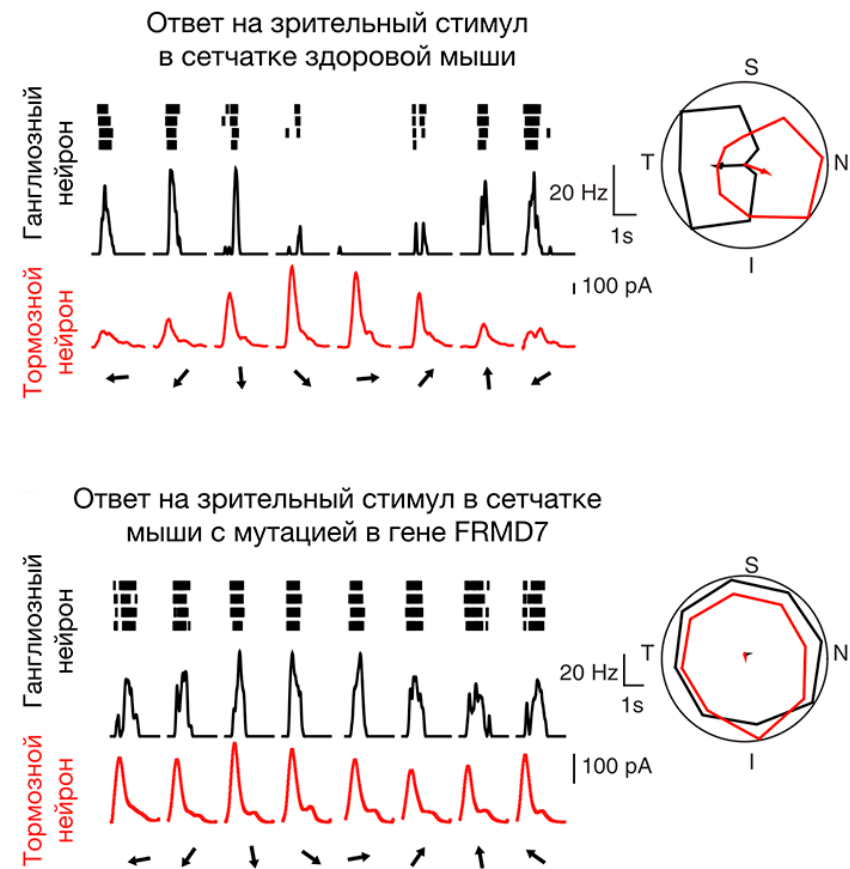 Ответ на зрительный стимул
в сетчатке здоровой мыши
Ганглиозный
нейрон
Тормозной
нейрон
20 Hz
1s
100 pA
S
T
N
I
Ответ на зрительный стимул в сетчатке
мыши с мутацией в гене FRMD7
Ганглиозный
нейрон
Тормозной
нейрон
20 Hz
1s
100 pA
S
T
N
I